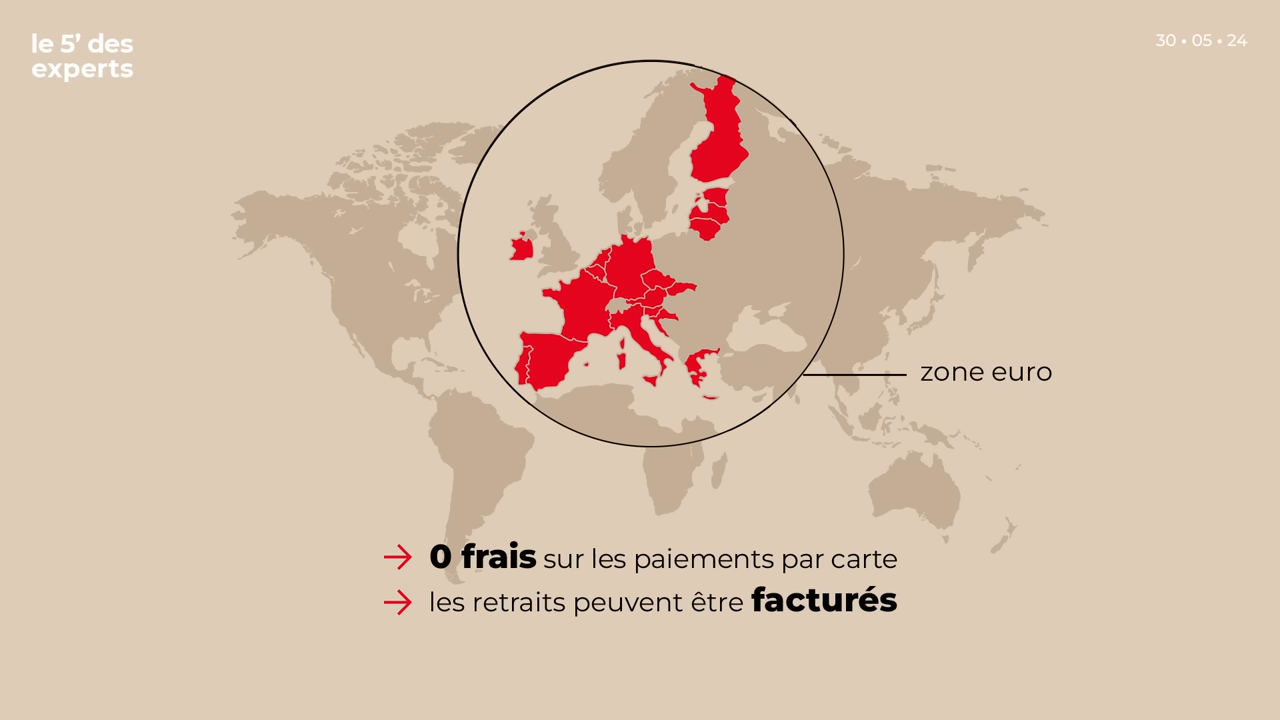 le 5’ des
experts
30 • 05 • 24
zone euro
0 frais sur les paiements par carte
les retraits peuvent être facturés